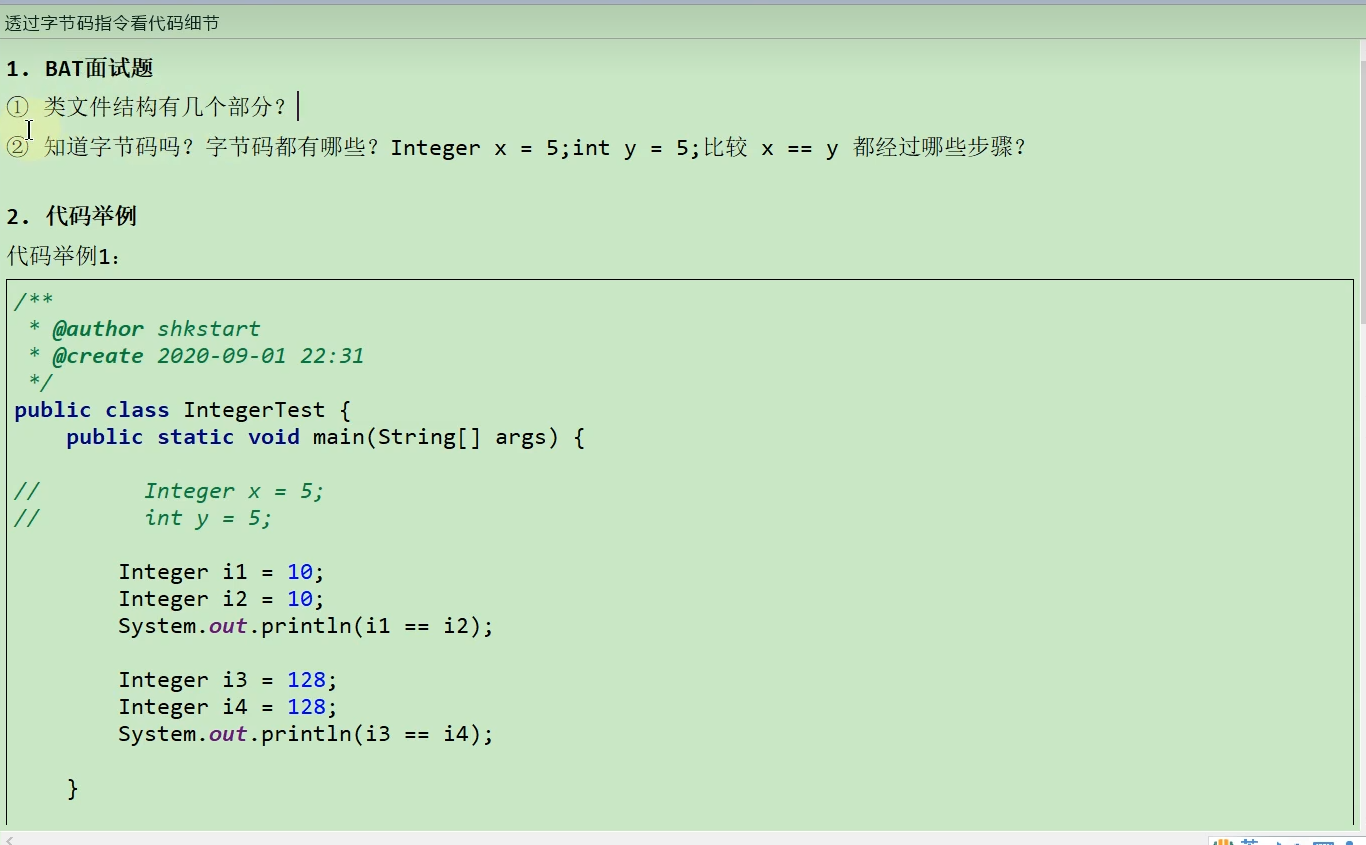 透过字节码指令看代码细节
1. BAT面试题
① 类文件结构有几个部分？
② 知道字节码吗？字节码都有哪些？Integer x = 5;int y = 5;比较 x == y 都经过哪些步骤？
2. 代码举例
代码举例1：
/**
 * @author shkstart
 * @create 2020-09-01 22:31
 */
public class IntegerTest {
    public static void main(String[] args) {
//        Integer x = 5;
//        int y = 5;
        Integer i1 = 10;
        Integer i2 = 10;
        System.out.println(i1 == i2);
        Integer i3 = 128;
        Integer i4 = 128;
        System.out.println(i3 == i4);
    }